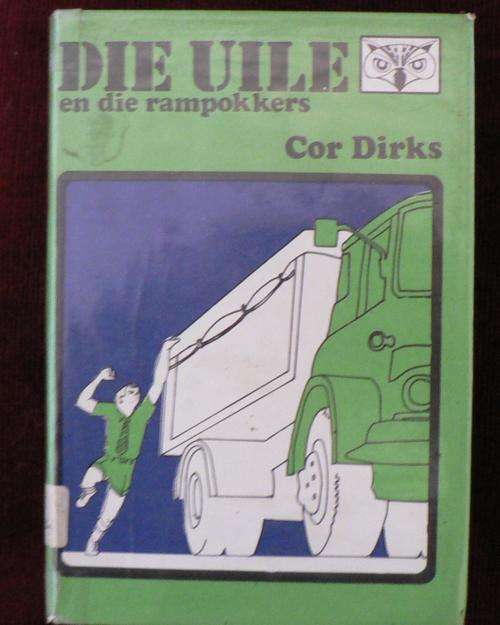 DIE UILE
en die rampokkers
Cor Dirks